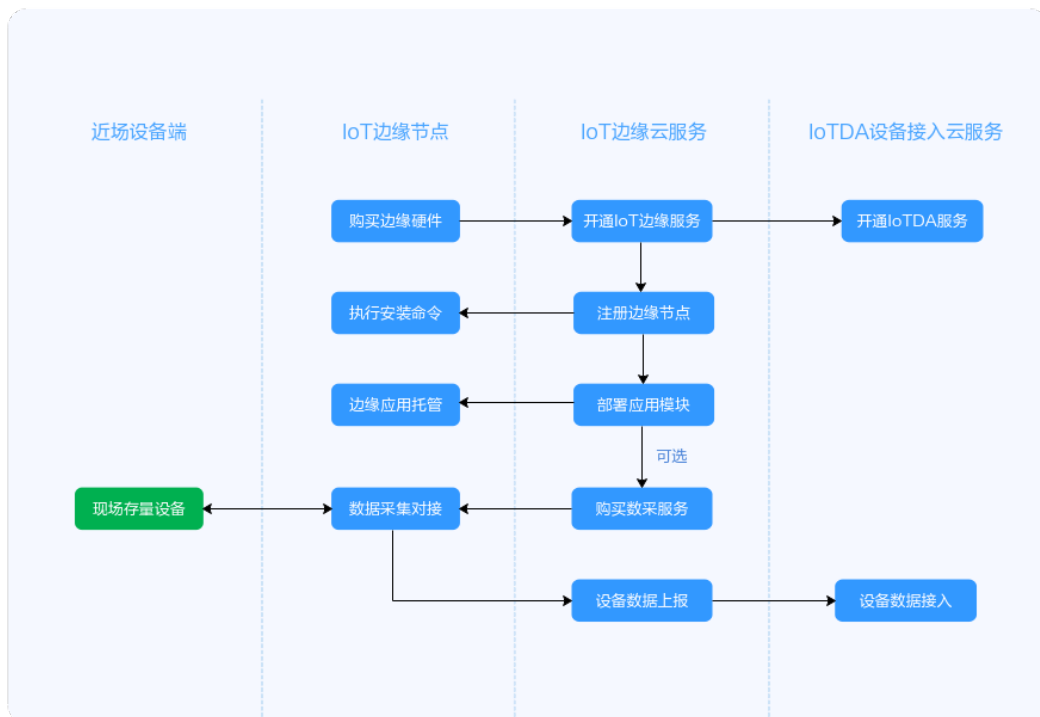 近场设备端
IoT边缘节点
IoT边缘云服务
IoTDA设备接入云服务
购买边缘硬件
开通IoT边缘服务
开通IoTDA服务
执行安装命令
注册边缘节点
边缘应用托管
部署应用模块
可选
现场存量设备
数据采集对接
购买数采服务
设备数据上报
设备数据接入